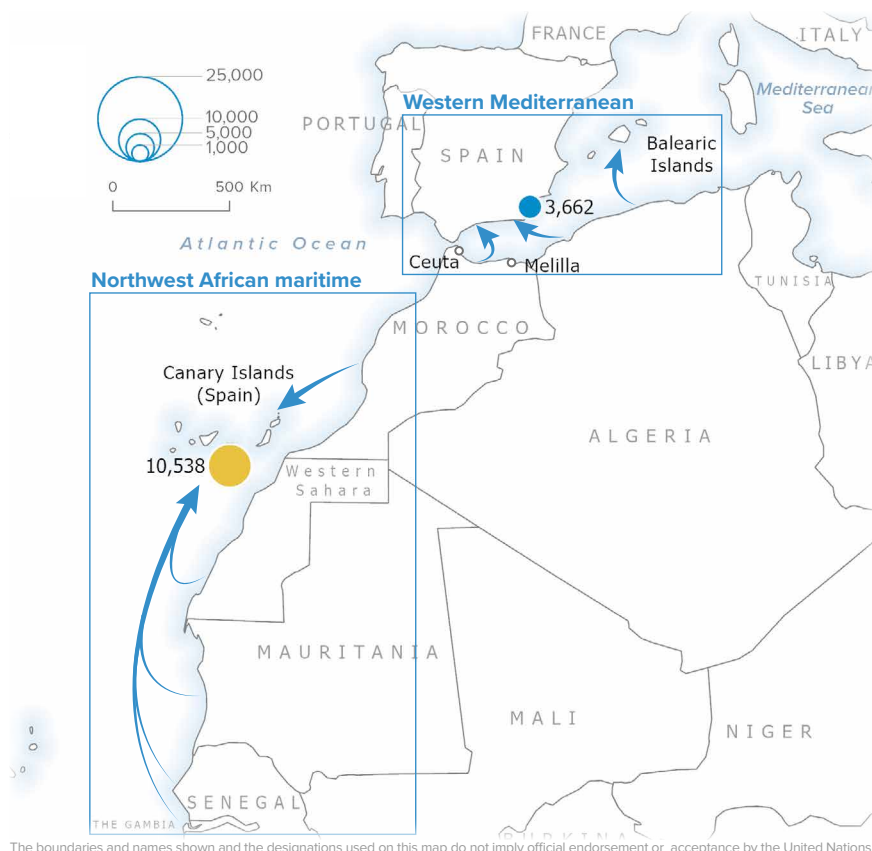 FRANCE
ITALY
25,000
10,000
5,000
1,000
0
500 Km
Western Mediterranean
Mediterranean
Sea
PORTUGAL
SPAIN
Balearic
Islands
3,662
Atlantic Ocean
Ceuta
Melilla
TUNISIA
Northwest African maritime
MOROCCO
LIBYA
Canary Islands
(Spain)
ALGERIA
10,538
Western
Sahara
MAURITANIA
MALI
NIGER
SENEGAL
THE GAMBIA
BURKINA
The boundaries and names shown and the designations used on this map do not imply official endorsement or acceptance by the United Nations